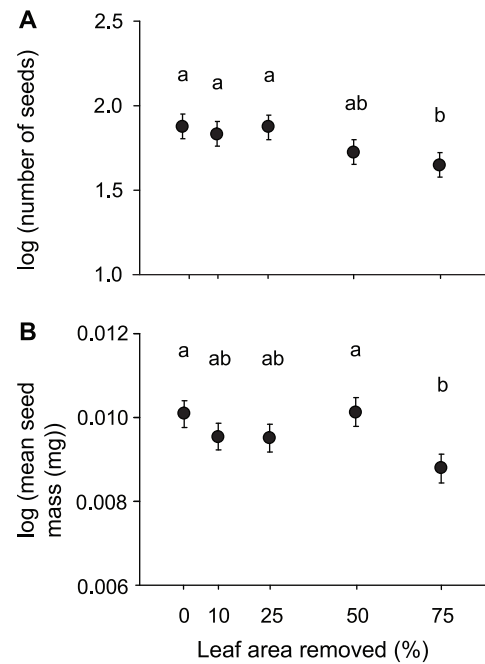 A
2.5
a
a
a
2.0
ab
b
1.5
1.0
log (number of seeds)
B
0.012
a
ab
ab
a
b
0.010
0.008
0.006
log (mean seed
mass (mg))
0 10 25 50 75
Leaf area removed (%)